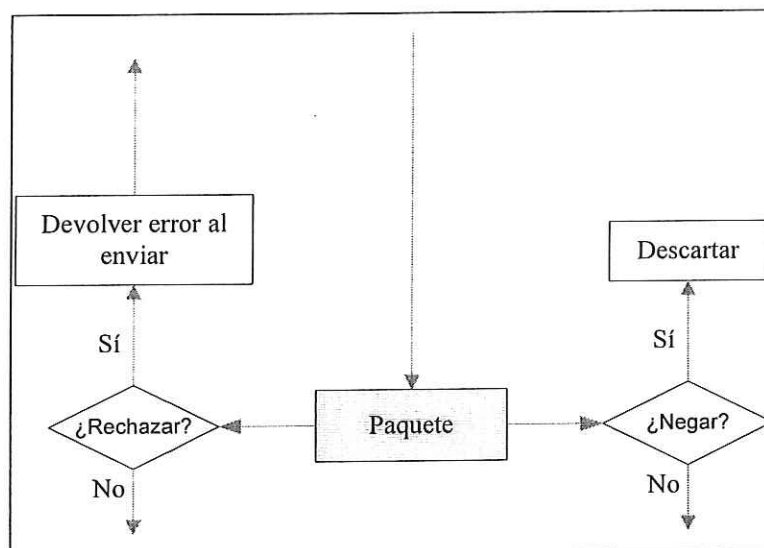 Devolver error al
enviar
Descartar
Sí
Sí
¿Rechazar?
Paquete
¿Negar?
No
No